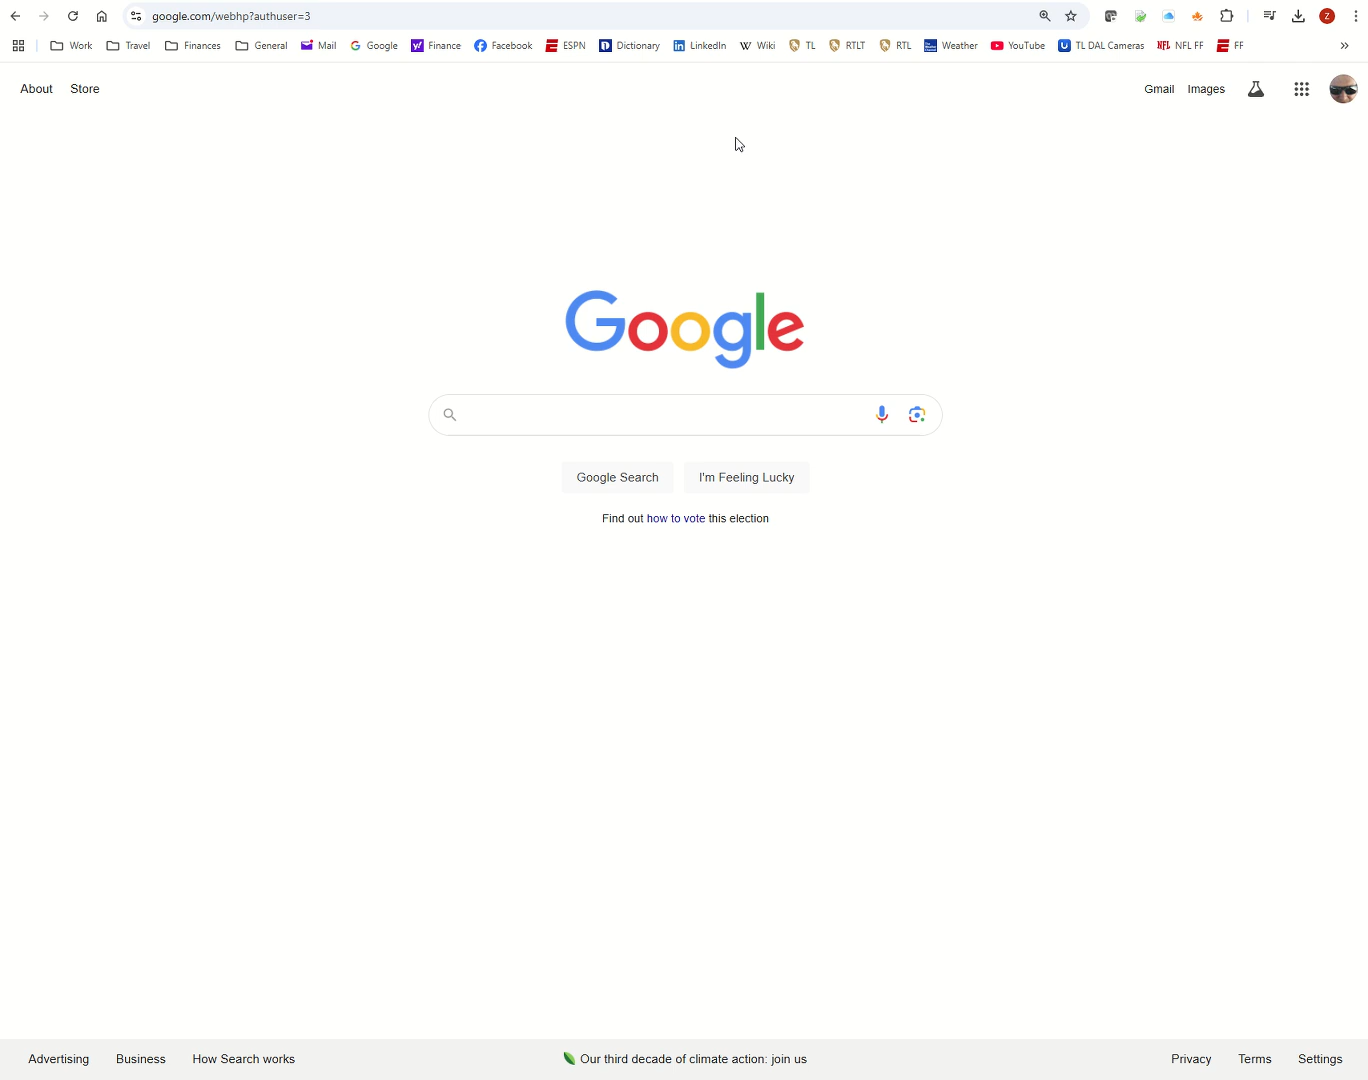 google.com/webhp?authuser=3
Z
Work Travel Finances General Mail Google Finance Facebook ESPN Dictionary LinkedIn Wiki TL RTLT RTL Weather YouTube TL DAL Cameras NFL FF FF
About Store Gmail Images
Google
Google Search I'm Feeling Lucky
Find out how to vote this election
Advertising Business How Search works Our third decade of climate action: join us Privacy Terms Settings